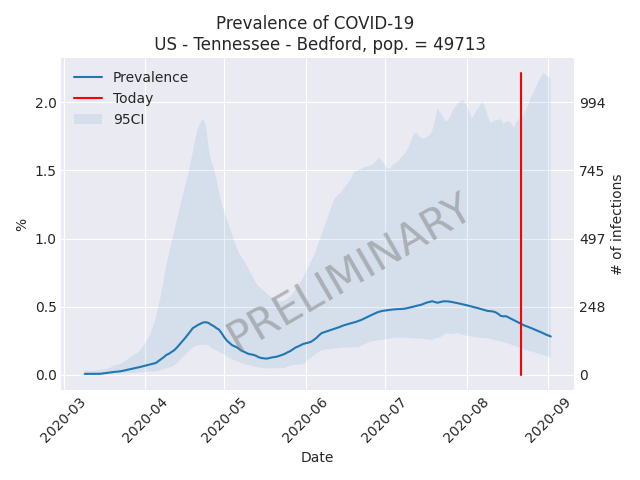 Prevalence of COVID-19
US - Tennessee - Bedford, pop. = 49713
Prevalence
Today
95CI
2.0
1.5
1.0
0.5
0.0
%
994
745
497
248
0
# of infections
PRELIMINARY
2020-03
2020-04
2020-05
2020-06
2020-07
2020-08
2020-09
Date